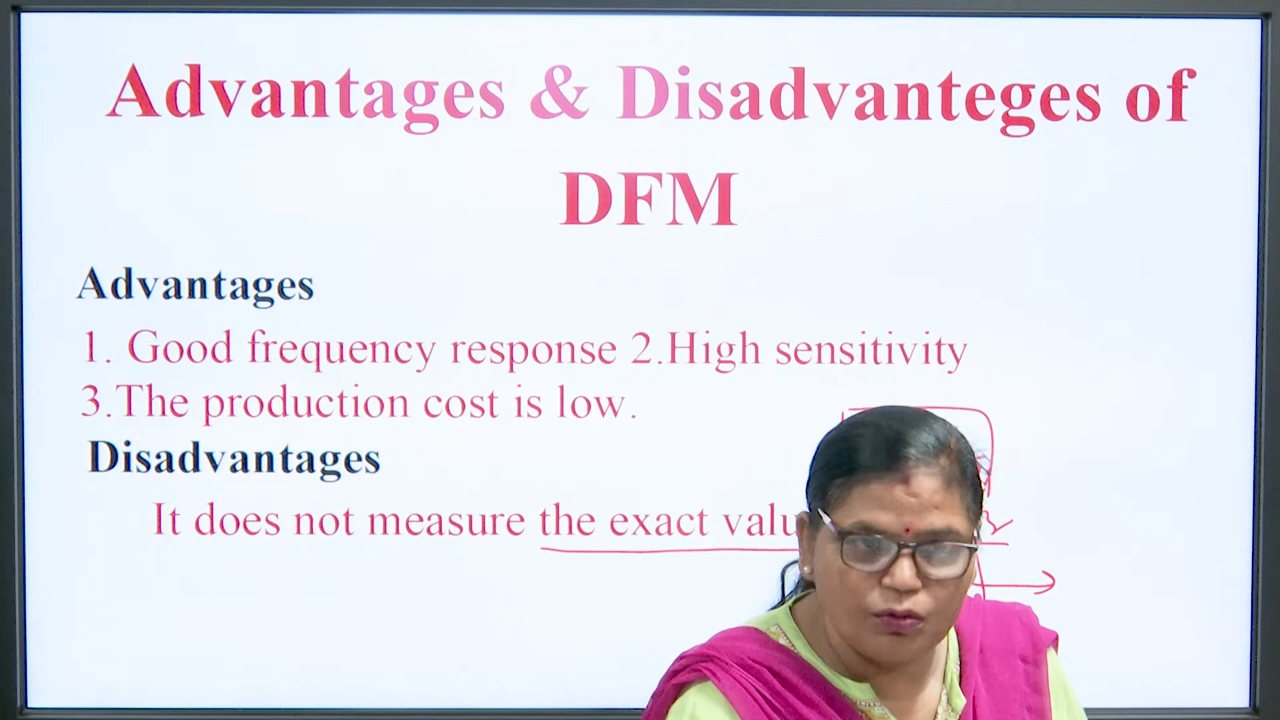 Advantages & Disadvanteges of
DFM
Advantages
1. Good frequency response 2.High sensitivity
3.The production cost is low.
Disadvantages
It does not measure the exact